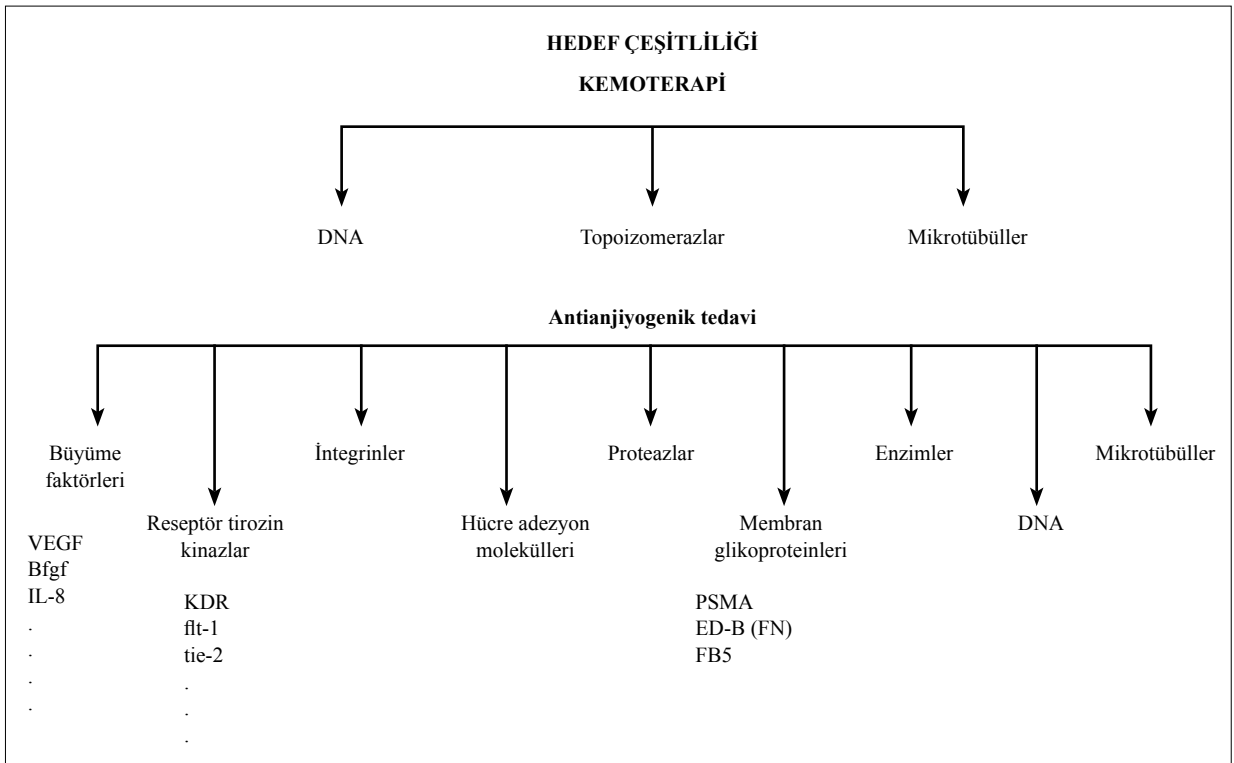 HEDEF ÇEŞİTLİLİĞİ
KEMOTERAPİ
DNA
Topoizomerazlar
Mikrotübüller
Antianjiyogenik tedavi
Büyüme
faktörleri
İntegrinler
Proteazlar
Enzimler
Mikrotübüller
VEGF
Bfgf
IL-8
.
.
.
.
Reseptör tirozin
kinazlar
KDR
flt-1
tie-2
.
.
.
Hücre adezyon
molekülleri
Membran
glikoproteinleri
PSMA
ED-B (FN)
FB5
DNA